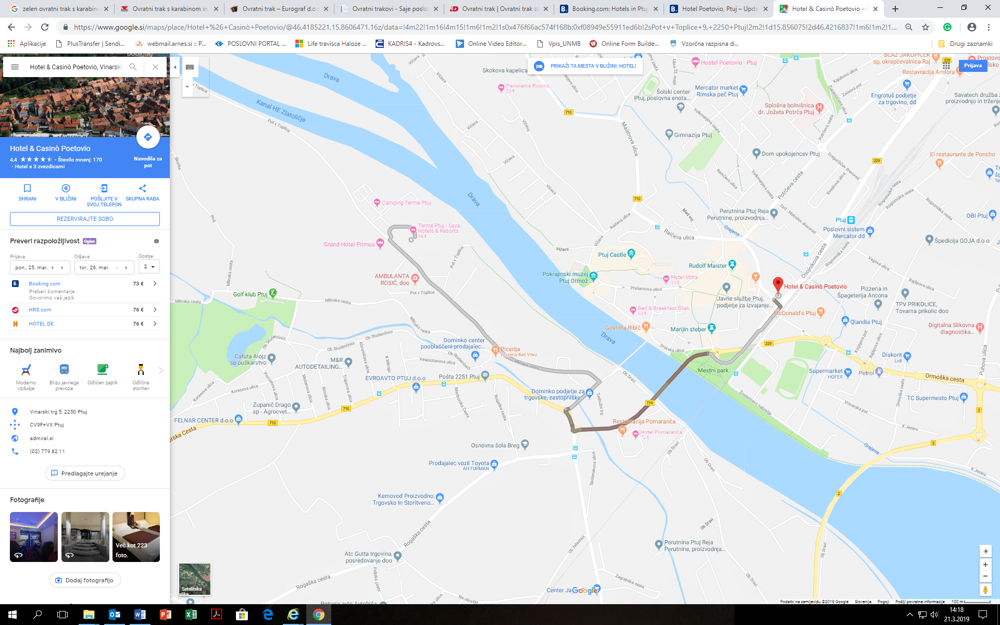 zelen ovratni trak s karabino
Ovratni trak s karabinom in
Ovratni trak – Eurograf d.o.o
Ovratni trakovi - Saje poslov
Ovratni trak | Ovratni trak za
Booking.com: Hotels in Ptuj
Hotel Poetovio, Ptuj – Upda
Hotel & Casinò Poetovio – G
https://www.google.si/maps/place/Hotel+%26+Casinò+Poetovio/@46.4185221,15.8606471,16z/data=!4m22!1m16!4m15!1m6!1m2!1s0x476f66ac574f168b:0xf08949e55911ed6b!2sPot+v+Toplice+9,+2250+Ptuj!2m2!1d15.856075!2d46.4216837!1m6!1m2!1...
Aplikacije
PlusTransfer | Sendi...
webmail.arnes.si :: P...
POSLOVNI PORTAL ...
Life travisca Haloze ...
KADRIS4 - Kadrovs...
Online Video Editor...
Vpis_UNMB
Online Form Builde...
Vzorčna razpisna d...
Drugi zaznamki
Hotel & Casinò Poetovio, Vinarski
Hotel & Casinò Poetovio
4,4 ★★★★★ · Število mnenj: 170
· Hotel s 3 zvezdicami
Navodila za
pot
SHRANI
V BLIŽINI
POŠLJITE V
SVOJ TELEFON
SKUPNA RABA
REZERVIRAJTE SOBO
Preveri razpoložljivost Oglas
Prijava
Odjava
Gostje
pon., 25. mar.
tor., 26. mar.
2
Booking.com 73 €
Preberi komentarje
Govorimo vaš jezik
HRS.com 76 €
HOTEL DE 76 €
Najbolj zanimivo
Moderno
vzdušje
Blizu javnega
prevoza
Odličen zajtrk
Odlična
storitev
Vinarski trg 5, 2250 Ptuj
CV9F+VX Ptuj
admiral.si
(02) 779 82 11
Predlagajte urejanje
Fotografije
Več kot 223
foto.
Dodaj fotografijo
PRIKAŽI TA MESTA V BLIŽINI: HOTELI
Prijava
Skokova kapelica
Panorama Rooms
59 €
Hostel Poetovio - Ptuj
Mercator market
Rimska peč Ptuj
Šolski center
Ptuj, poslovna enota...
Splošna bolnišnica
dr. Jožeta Potrča Ptuj
BLAŽ JAKOPIČEK
sp, okrepčevalnica Raj
Restavracija Amfora
Engrotuš podjetje
za trgovino, dd
Savatech družba z
proizvodnjo in trženje
Gimnazija Ptuj
Dom upokojencev Ptuj
El restaurante de Poncho
Drava
Kanal HE Zlatoličje
Pot v Toplice
Vičava
Maistrova ulica
Volkmerjeva cesta
Potrčeva cesta
Camping Terme Ptuj
Terme Ptuj - Sava
Hotels & Resorts
94 €
Grand Hotel Primus
AMBULANTA
ROSIČ, doo
Golf klub Ptuj
Mlinska cesta
Perutnina Ptuj Reja
Perutnine, proizvodnja...
Ptuj
Poslovni sistem
Mercator dd
OBI Ptuj
Špedicija GOJA d.o.o
Raičeva ulica
Grajena
Osojnikova cesta
Ptuj Castle
Pokrajinski muzej
Ptuj Ormož
Rudolf Maister
Hotel Mitra
93 €
Prešernova ulica
Hotel & Casinò Poetovio
Javne službe Ptuj,
podjetje za izvajanje...
McDonald's Ptuj
Pizzeria in
Špageterija Ancona
TPV PRIKOLICE,
Tovarna prikolic doo
Qlandia Ptuj
Digitalna Slikovna
diagnostika...
Bed & Breakfast Šilak
63 €
Gostilna Ribič
Marijin steber
Dravska ulica
Mestni park
Drava
Dominko center
pooblaščeni prodajalec...
Picerija
Pizzeria Beli Vitez
Cafuta Alojz
sp puškarstvo
M&R
AUTODETAILING...
Ob Studenčnici
Vespazianova ulica
EVROAVTO PTUJ d.o.o
Pošta 2251 Ptuj
Dominko podjetje za
trgovske, zastopniške...
Zupanič Drago
sp - Agrocvet...
FELNAR CENTER d.o.o
Diskont
Lidl
Supermarket
HOFER
Petrol
Ormoška cesta
TC Supermesto Ptuj
Puhova ulica
Restavracija Pomaranča
Hotel Pomaranča
72 €
Osnovna šola Breg
Prodajalec vozil Toyota
AH FURMAN
Kemovod Proizvodno,
Trgovsko In Storitveno...
Rogaška cesta
Atc Gutta trgovina,
posredovanje doo
Rogaška cesta
Perutnina Ptuj Reja
Perutnine, proizvodnja...
Ob Dravi
Ob železnici
Zagrebška cesta
Google
Satelitska
slika
Podatki na zemljevidu ©2019 Google
Slovenija
Pogoji
Pošlji povratne informacije
100 m
14:18
21.3.2019